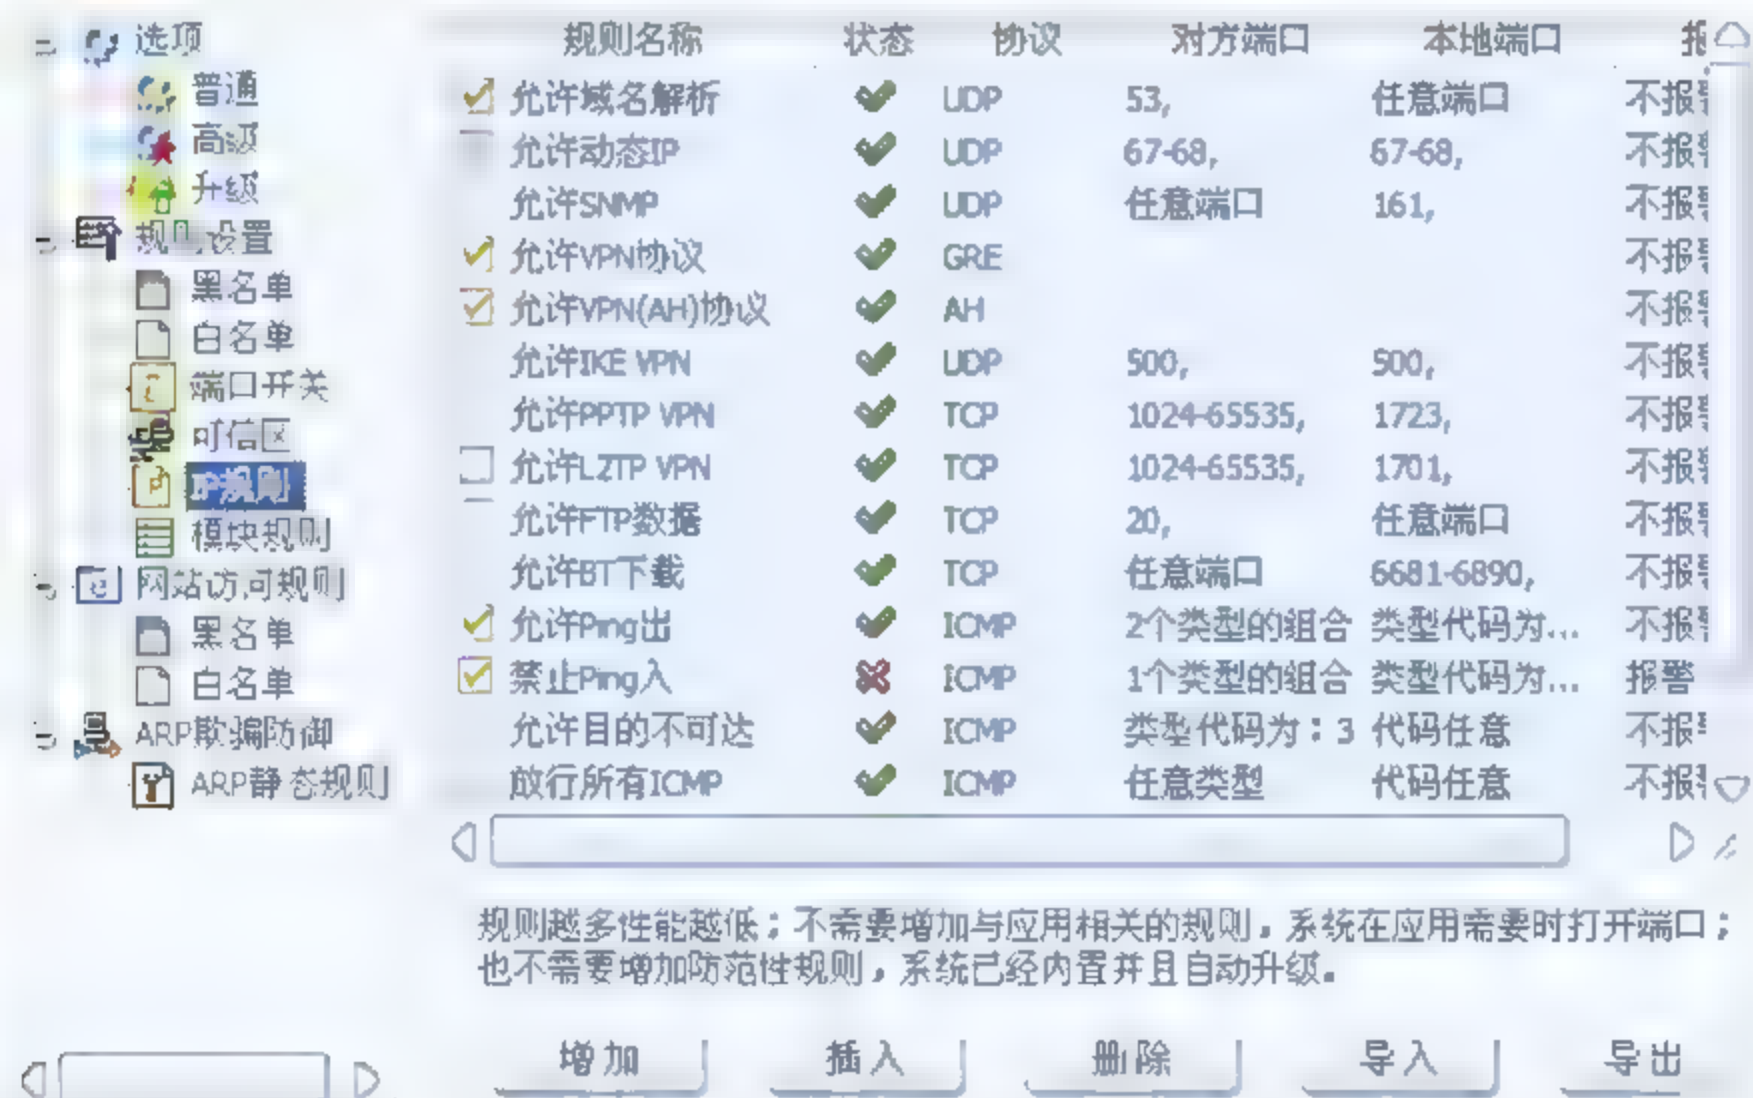 选项
普通
高级
升级
规则设置
黑名单
白名单
端口开关
可信区
IP规则
模块规则
网站访问规则
黑名单
白名单
ARP欺骗防御
ARP静态规则
规则名称 状态 协议 对方端口 本地端口
允许域名解析 UDP 53, 任意端口 不报警
允许动态IP UDP 67-68, 67-68, 不报警
允许SNMP UDP 任意端口 161, 不报警
允许VPN协议 GRE 不报警
允许VPN(AH)协议 AH 不报警
允许IKE VPN UDP 500, 500, 不报警
允许PPTP VPN TCP 1024-65535, 1723, 不报警
允许L2TP VPN TCP 1024-65535, 1701, 不报警
允许FTP数据 TCP 20, 任意端口 不报警
允许BT下载 TCP 任意端口 6681-6890, 不报警
允许Ping出 ICMP 2个类型的组合 类型代码为... 不报警
禁止Ping入 ICMP 1个类型的组合 类型代码为... 报警
允许目的不可达 ICMP 类型代码为：3 代码任意 不报警
放行所有ICMP ICMP 任意类型 代码任意 不报警
规则越多性能越低；不需要增加与应用相关的规则，系统在应用需要时打开端口；
也不需要增加防范性规则，系统已经内置并且自动升级。
增加 插入 删除 导入 导出